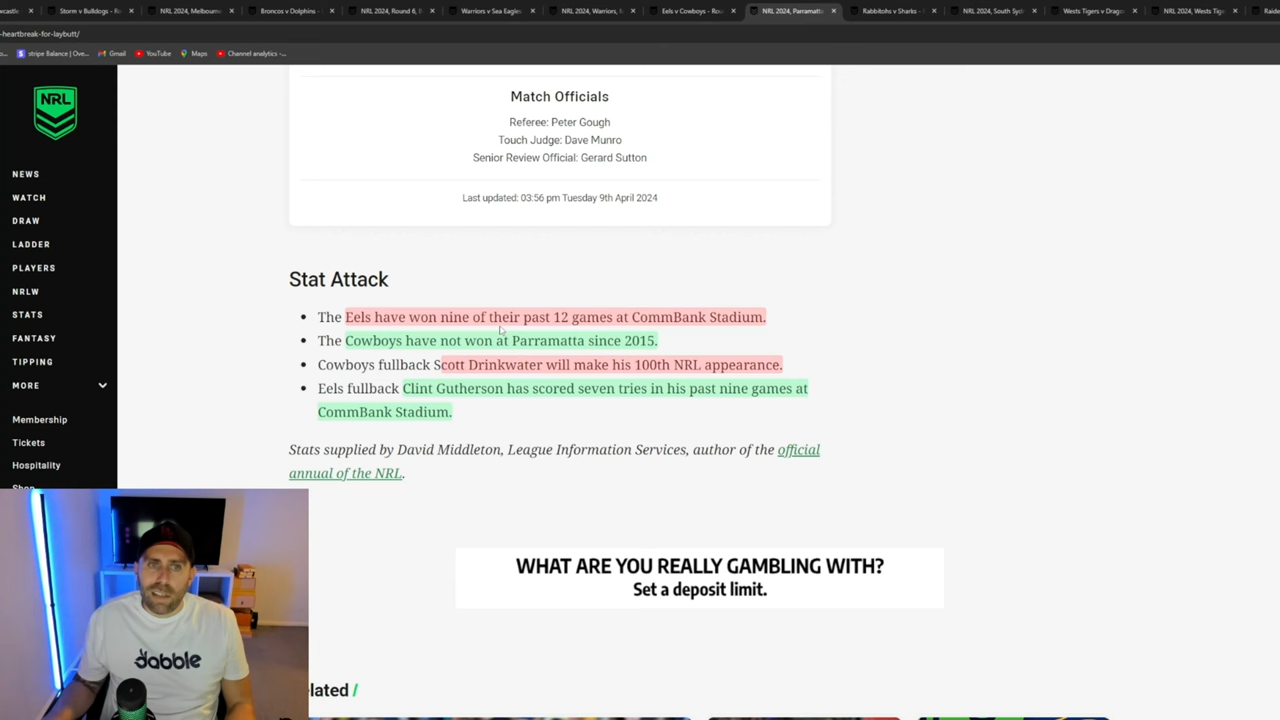 castle
Storm v Bulldogs - Ro
NRL 2024, Melbourn
Broncos v Dolphins -
NRL 2024, Round 6,
Warriors v Sea Eagles
NRL 2024, Warriors,
Eels v Cowboys - Rou
NRL 2024, Parramatta
Rabbitohs v Sharks -
NRL 2024, South Syd
Wests Tigers v Drago
NRL 2024, Wests Tig
Raide
-heartbreak-for-laybutt/
stripe Balance | Ove...
Gmail
YouTube
Maps
Channel analytics -...
NRL
NEWS
WATCH
DRAW
LADDER
PLAYERS
NRLW
STATS
FANTASY
TIPPING
MORE
Membership
Tickets
Hospitality
Shop
Match Officials
Referee: Peter Gough
Touch Judge: Dave Munro
Senior Review Official: Gerard Sutton
Last updated: 03:56 pm Tuesday 9th April 2024
Stat Attack
• The Eels have won nine of their past 12 games at CommBank Stadium.
• The Cowboys have not won at Parramatta since 2015.
• Cowboys fullback Scott Drinkwater will make his 100th NRL appearance.
• Eels fullback Clint Gutherson has scored seven tries in his past nine games at
CommBank Stadium.
Stats supplied by David Middleton, League Information Services, author of the official
annual of the NRL.
WHAT ARE YOU REALLY GAMBLING WITH?
Set a deposit limit.
lated /
dabble